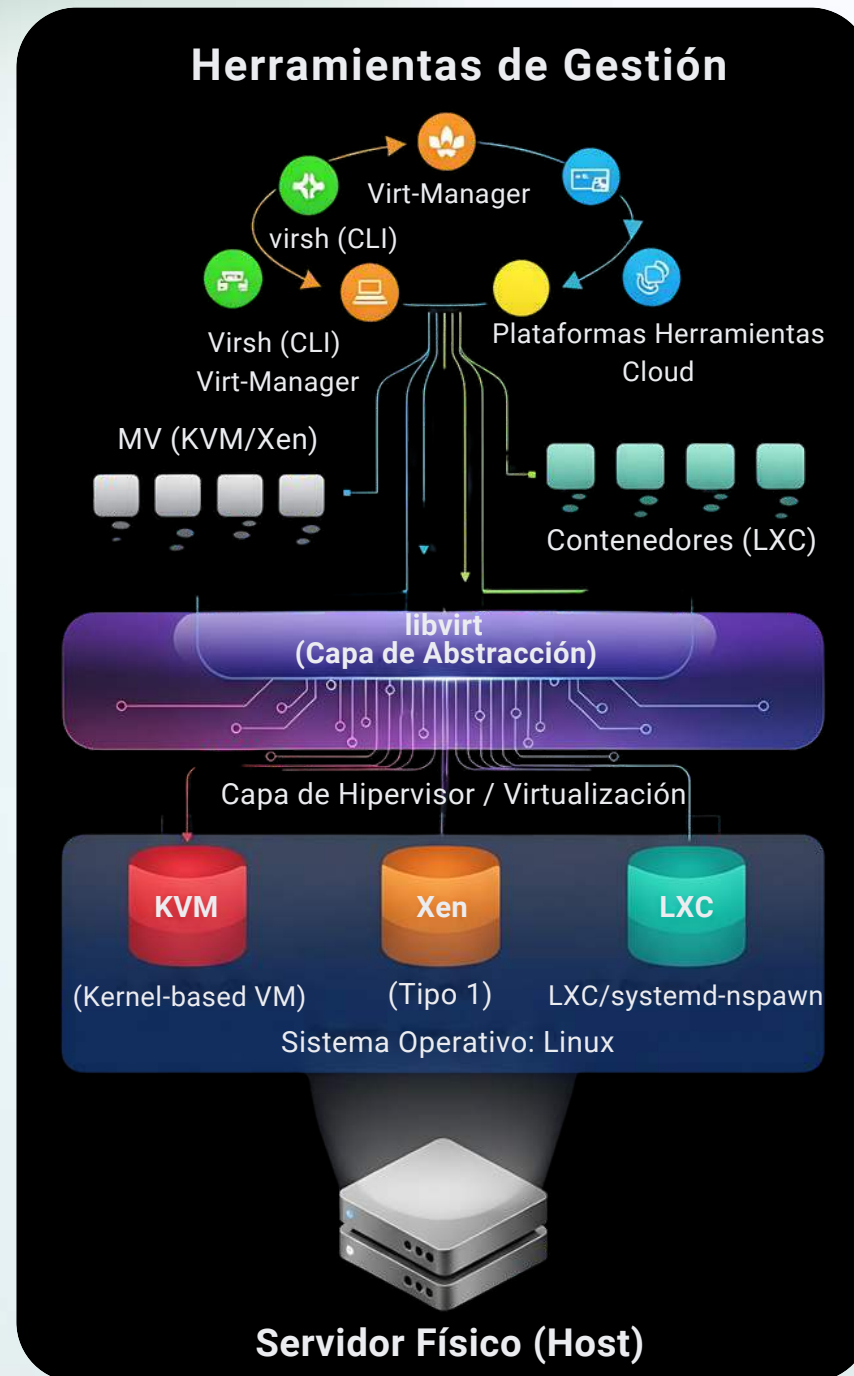 Herramientas de Gestión
Virt-Manager
virsh (CLI)
Virsh (CLI)
Virt-Manager
Plataformas Herramientas
Cloud
MV (KVM/Xen)
Contenedores (LXC)
libvirt
(Capa de Abstracción)
Capa de Hipervisor / Virtualización
KVM
Xen
LXC
(Kernel-based VM)
(Tipo 1)
LXC/systemd-nspawn
Sistema Operativo: Linux
Servidor Físico (Host)